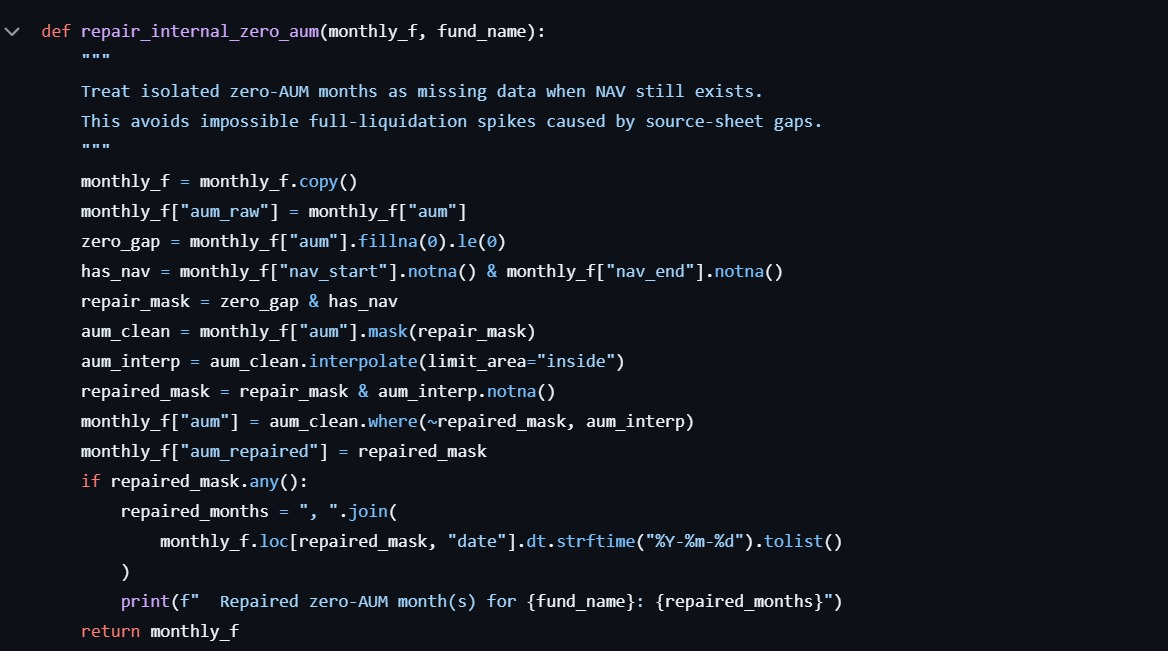 def repair_internal_zero_aum(monthly_f, fund_name):
    """
    Treat isolated zero-AUM months as missing data when NAV still exists.
    This avoids impossible full-liquidation spikes caused by source-sheet gaps.
    """
    monthly_f = monthly_f.copy()
    monthly_f["aum_raw"] = monthly_f["aum"]
    zero_gap = monthly_f["aum"].fillna(0).le(0)
    has_nav = monthly_f["nav_start"].notna() & monthly_f["nav_end"].notna()
    repair_mask = zero_gap & has_nav
    aum_clean = monthly_f["aum"].mask(repair_mask)
    aum_interp = aum_clean.interpolate(limit_area="inside")
    repaired_mask = repair_mask & aum_interp.notna()
    monthly_f["aum"] = aum_clean.where(~repaired_mask, aum_interp)
    monthly_f["aum_repaired"] = repaired_mask
    if repaired_mask.any():
        repaired_months = ", ".join(
            monthly_f.loc[repaired_mask, "date"].dt.strftime("%Y-%m-%d").tolist()
        )
        print(f"  Repaired zero-AUM month(s) for {fund_name}: {repaired_months}")
    return monthly_f